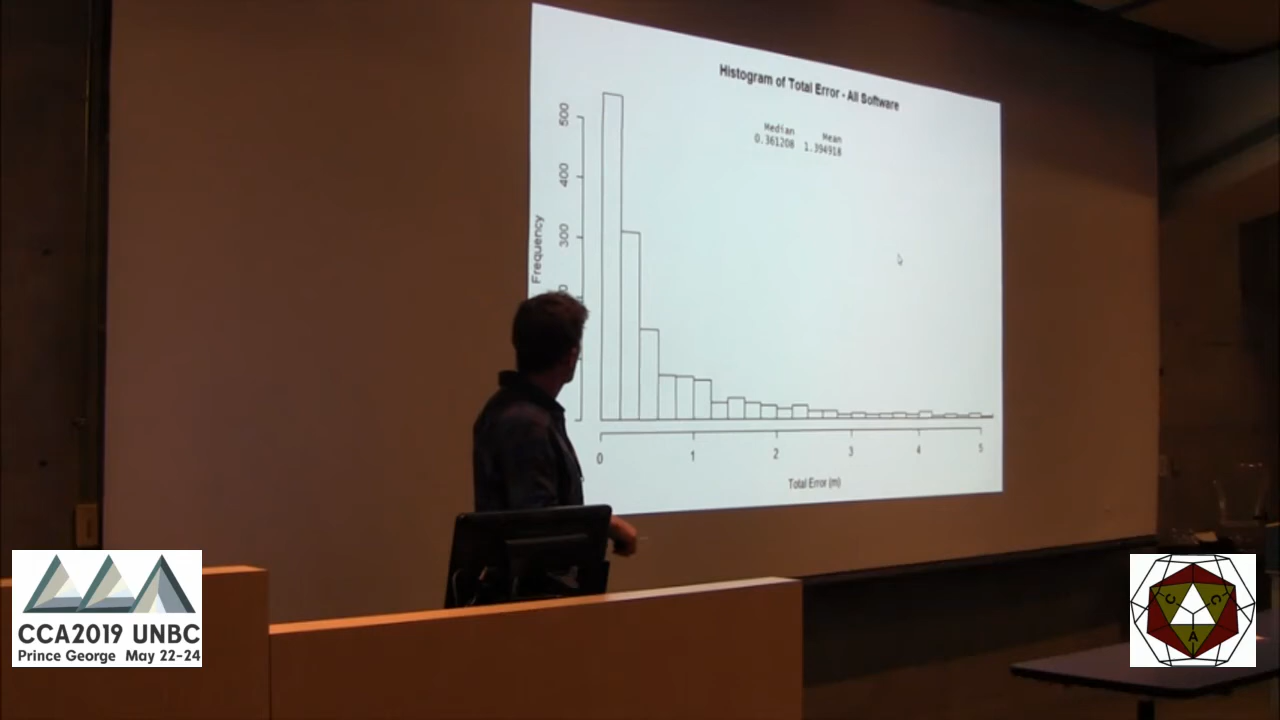 Histogram of Total Error - All Software
Median Mean
0.361208 1.394918
500
400
300
Frequency
0 1 2 3 4 5
Total Error (m)
CCA2019 UNBC
Prince George May 22-24
C C A